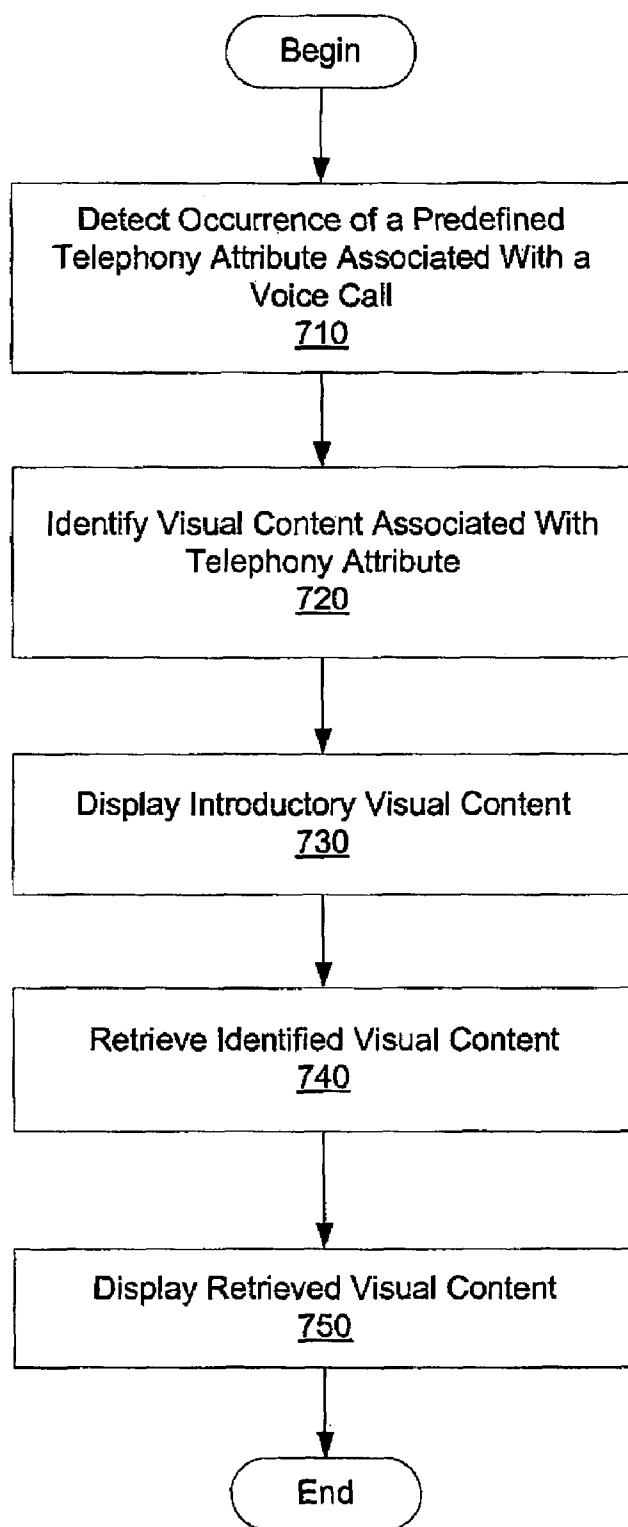 Begin
Detect Occurrence of a Predefined
Telephony Attribute Associated With a
Voice Call
710
Identify Visual Content Associated With
Telephony Attribute
720
Display Introductory Visual Content
730
Retrieve Identified Visual Content
740
Display Retrieved Visual Content
750
End